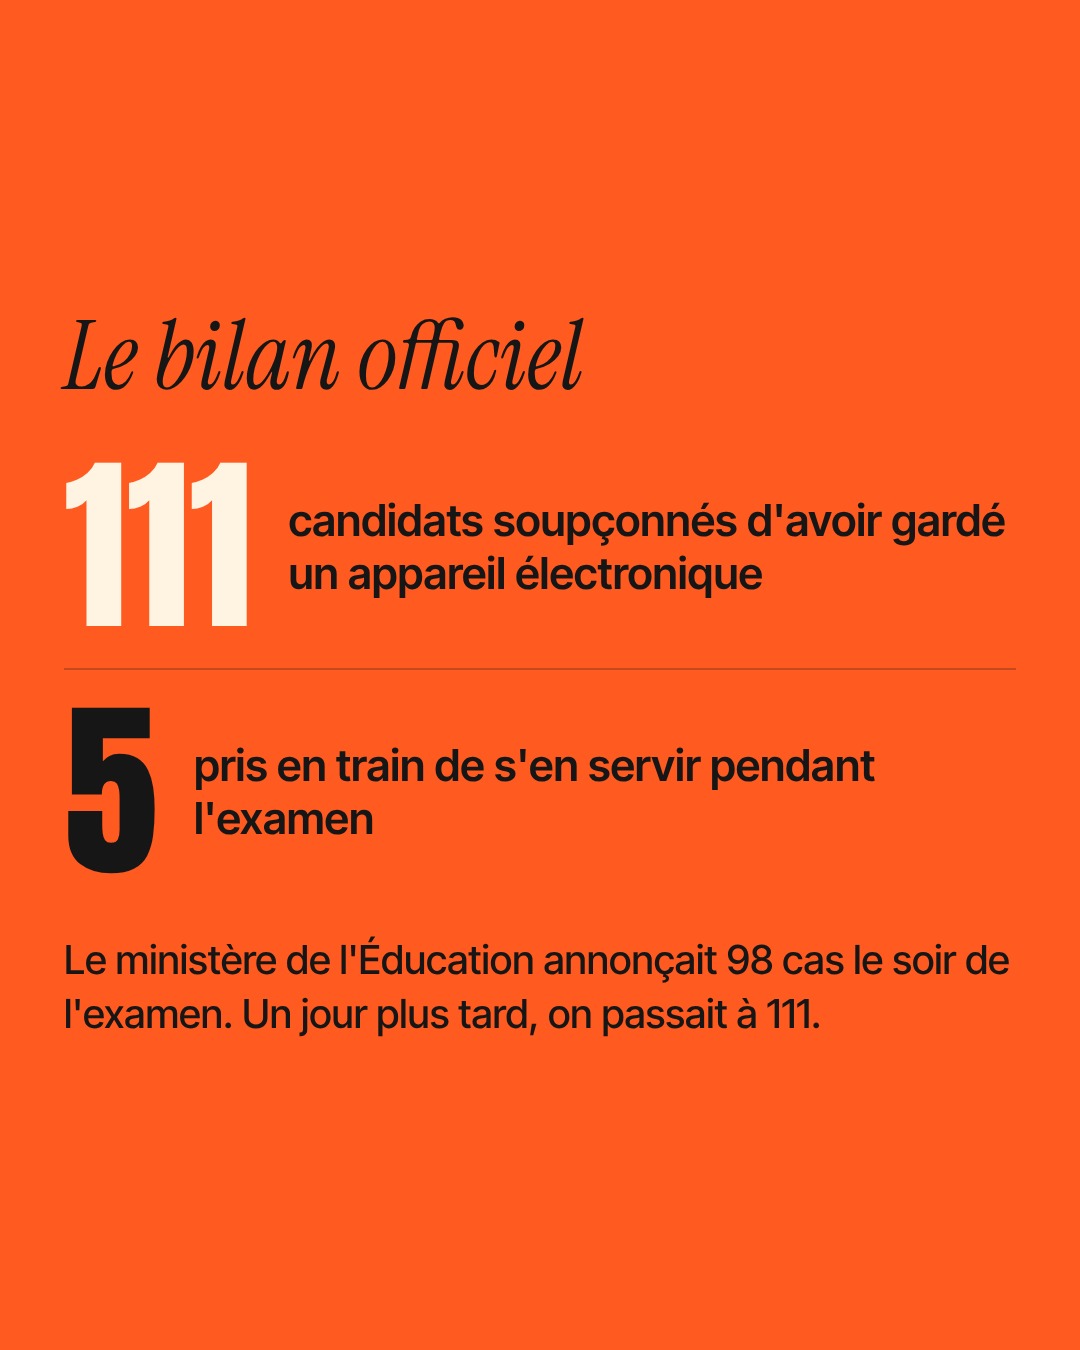 Le bilan officiel
111
candidats soupçonnés d'avoir gardé
un appareil électronique
5
pris en train de s'en servir pendant
l'examen
Le ministère de l'Éducation annonçait 98 cas le soir de
l'examen. Un jour plus tard, on passait à 111.